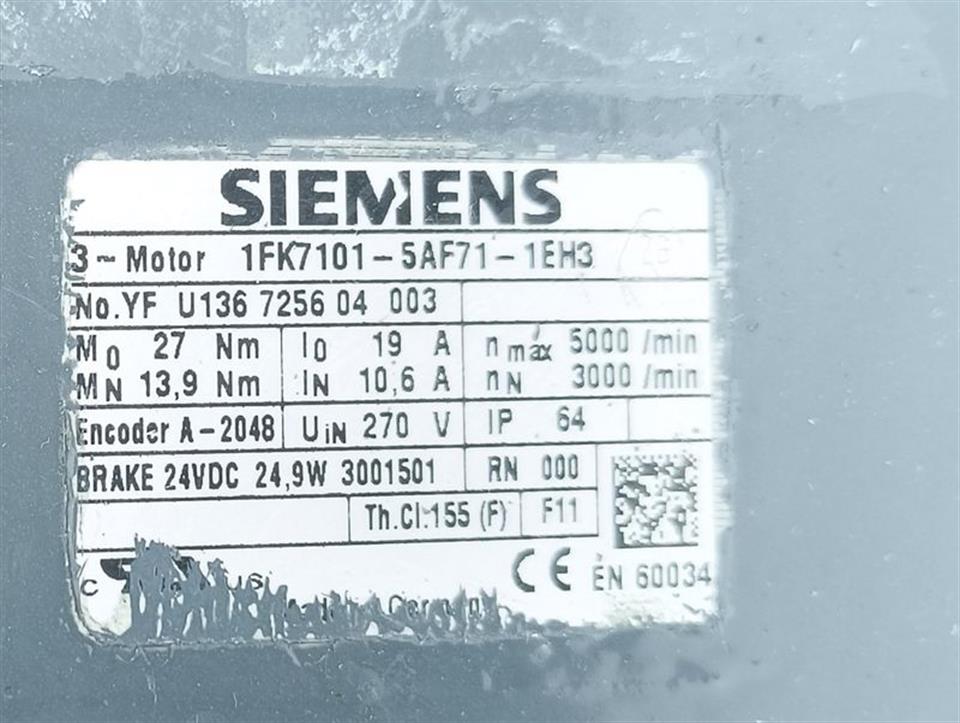 SIEMENS
3~Motor 1FK7101-5AF71-1EH3
No.YF U136 7256 04 003
M0 27 Nm I0 19 A nmáx 5000 /min
MN 13,9 Nm IN 10,6 A nN 3000 /min
Encoder A-2048 UiN 270 V IP 64
BRAKE 24VDC 24,9W 3001501 RN 000
Th.Cl.155 (F) F11
CE EN 60034